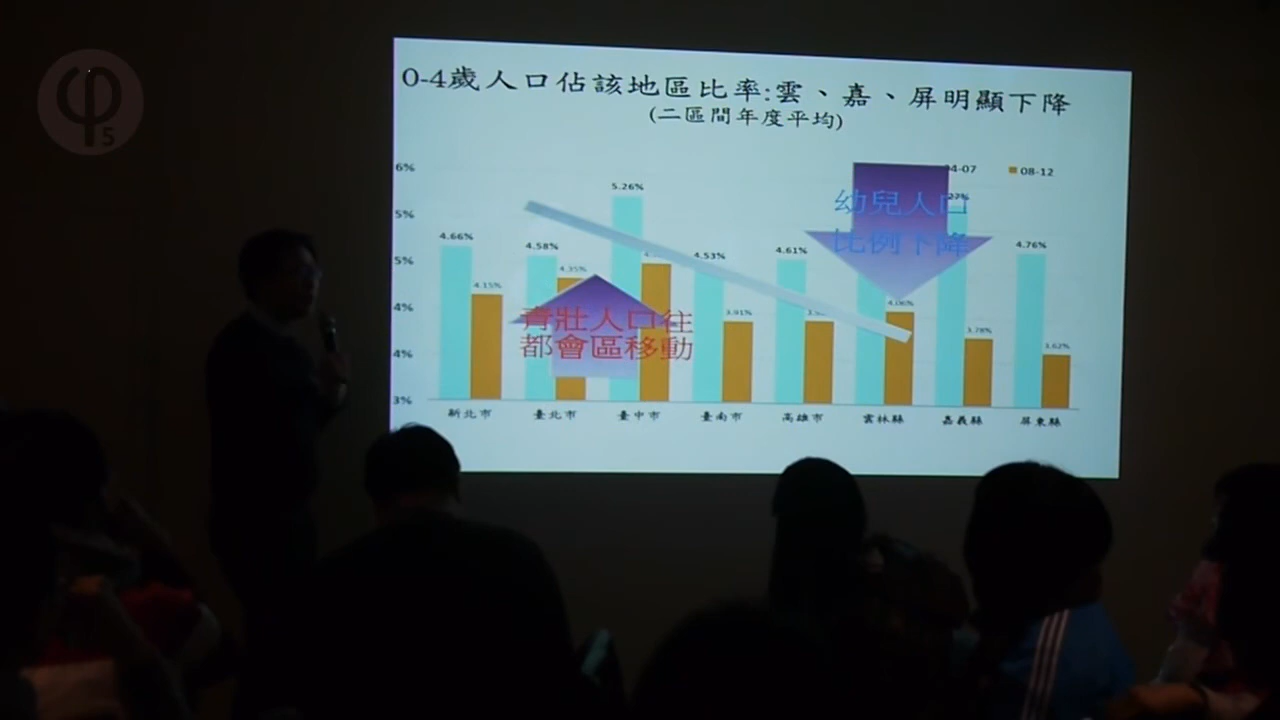 φ5
0-4歲人口佔該地區比率:雲、嘉、屏明顯下降
(二區間年度平均)
04-07 08-12
6%
5%
5%
4%
4%
3%
4.66%
4.15%
4.58%
4.35%
5.26%
4.53%
3.91%
4.61%
4.06%
3.78%
4.76%
3.62%
幼兒人口
比例下降
青壯人口往
都會區移動
新北市 臺北市 臺中市 臺南市 高雄市 雲林縣 嘉義縣 屏東縣